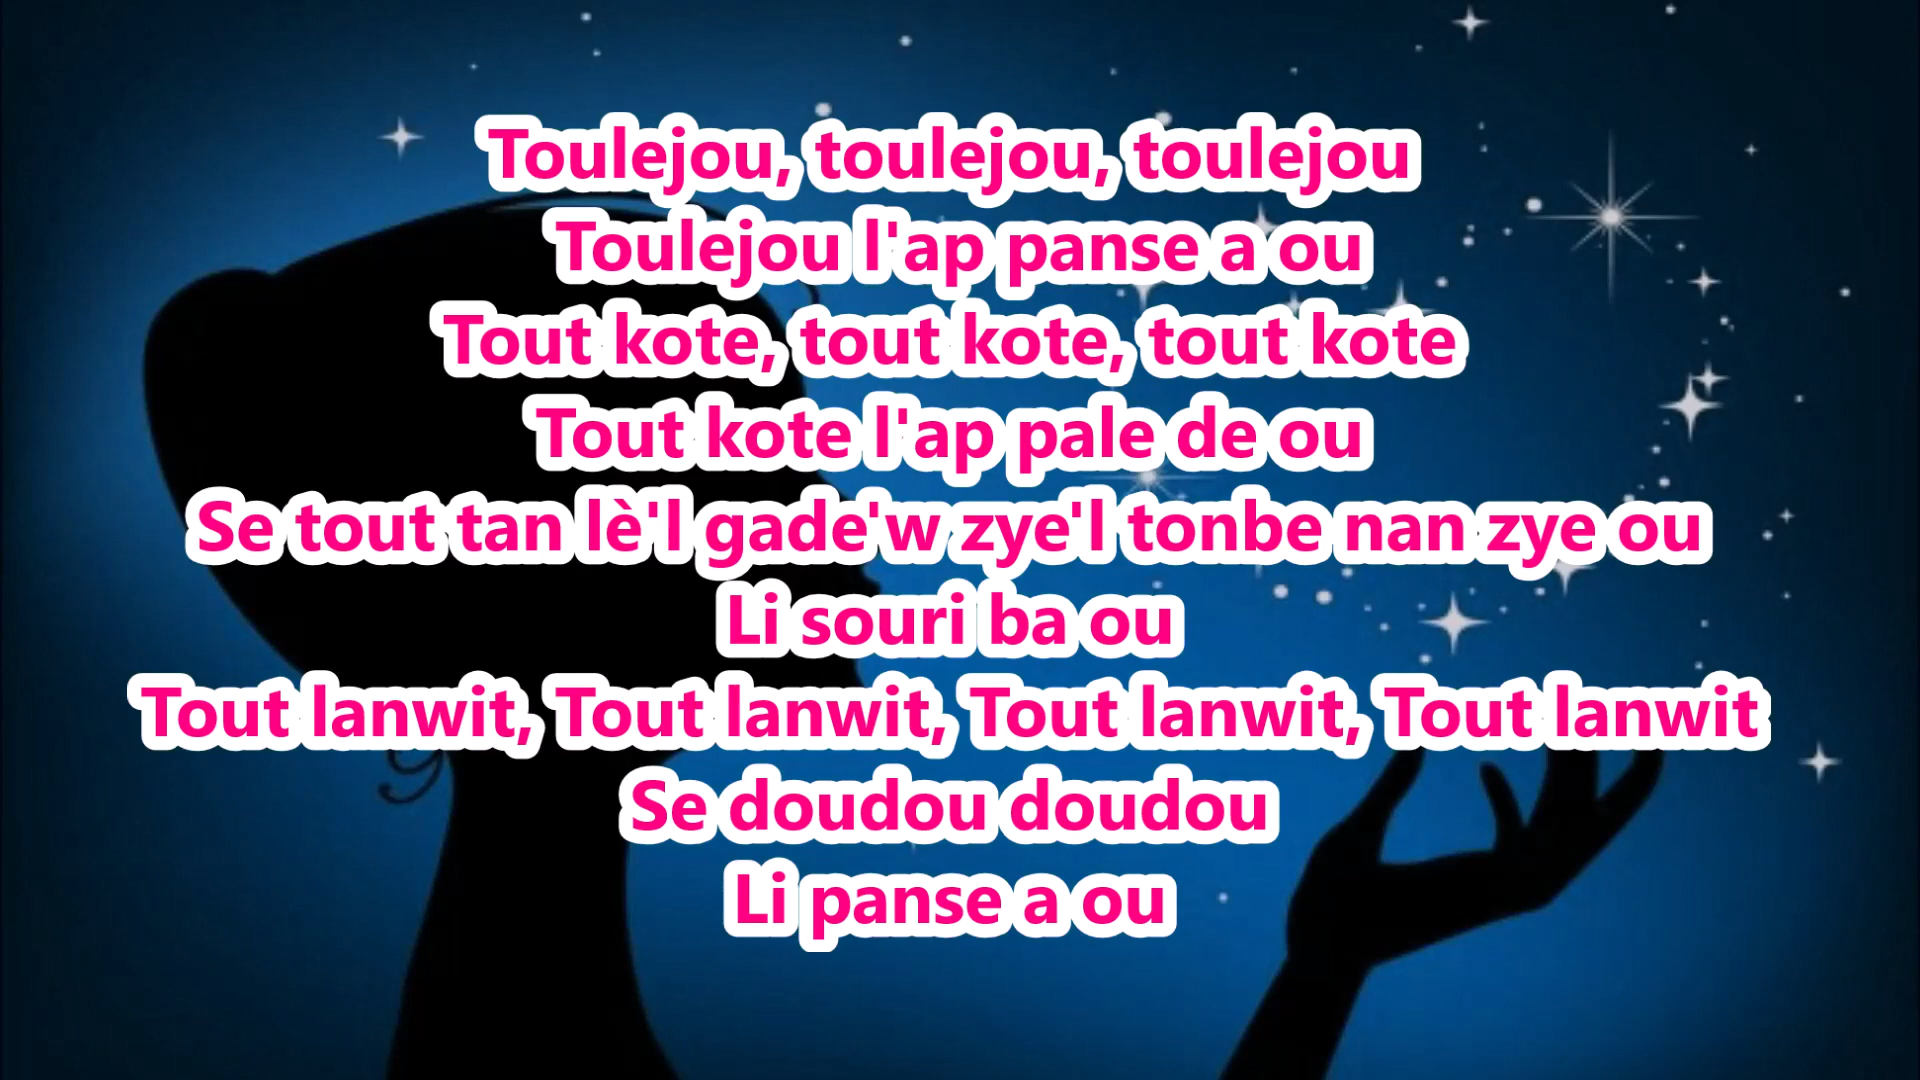 Toulejou, toulejou, toulejou
Toulejou l'ap panse a ou
Tout kote, tout kote, tout kote
Tout kote l'ap pale de ou
Se tout tan lè'l gade'w zye'l tonbe nan zye ou
Li souri ba ou
Tout lanwit, Tout lanwit, Tout lanwit, Tout lanwit
Se doudou doudou
Li panse a ou